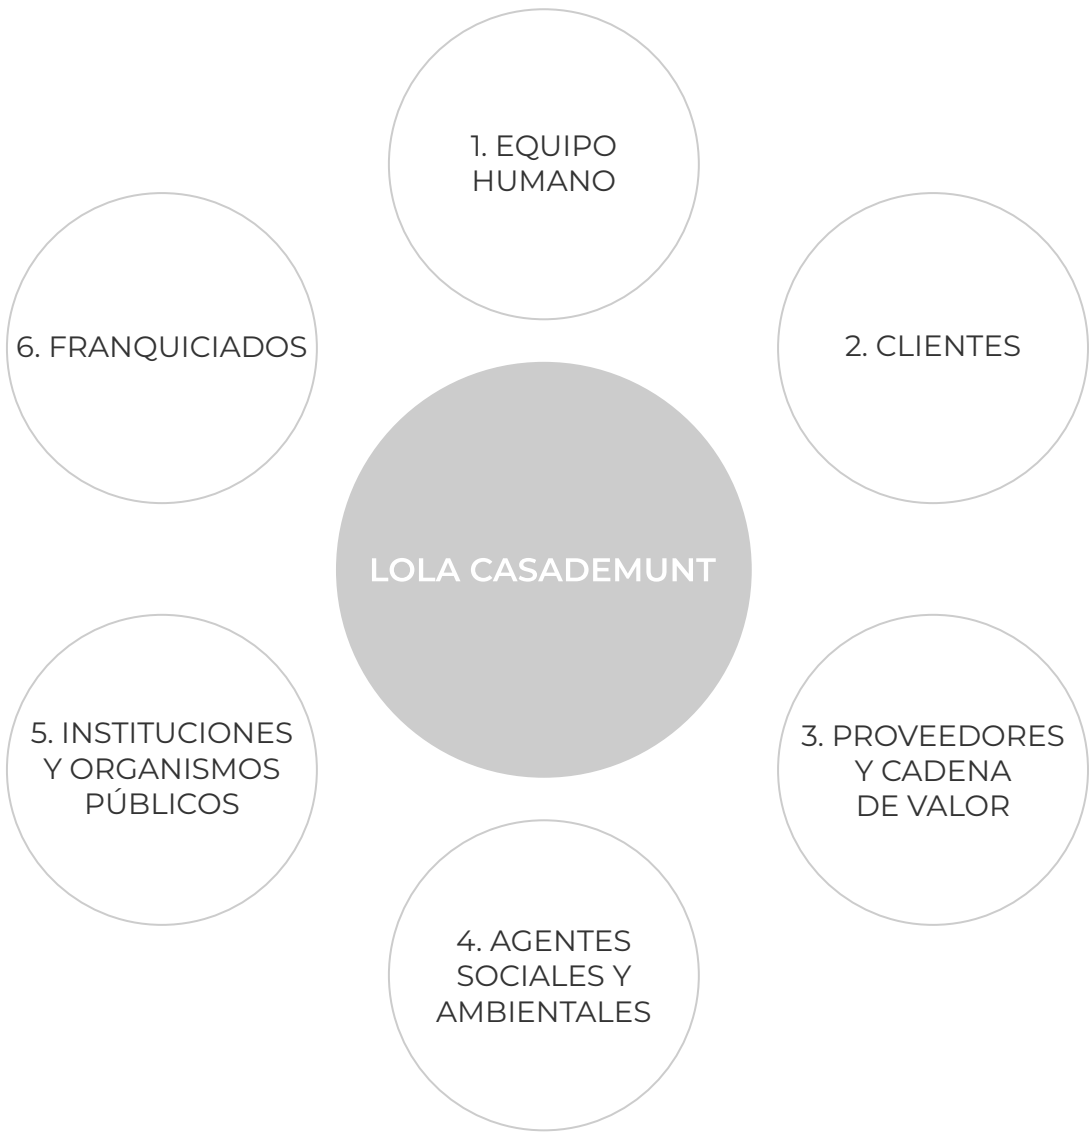 1. EQUIPO
HUMANO
2. CLIENTES
3. PROVEEDORES
Y CADENA
DE VALOR
4. AGENTES
SOCIALES Y
AMBIENTALES
5. INSTITUCIONES
Y ORGANISMOS
PÚBLICOS
6. FRANQUICIADOS
LOLA CASADEMUNT